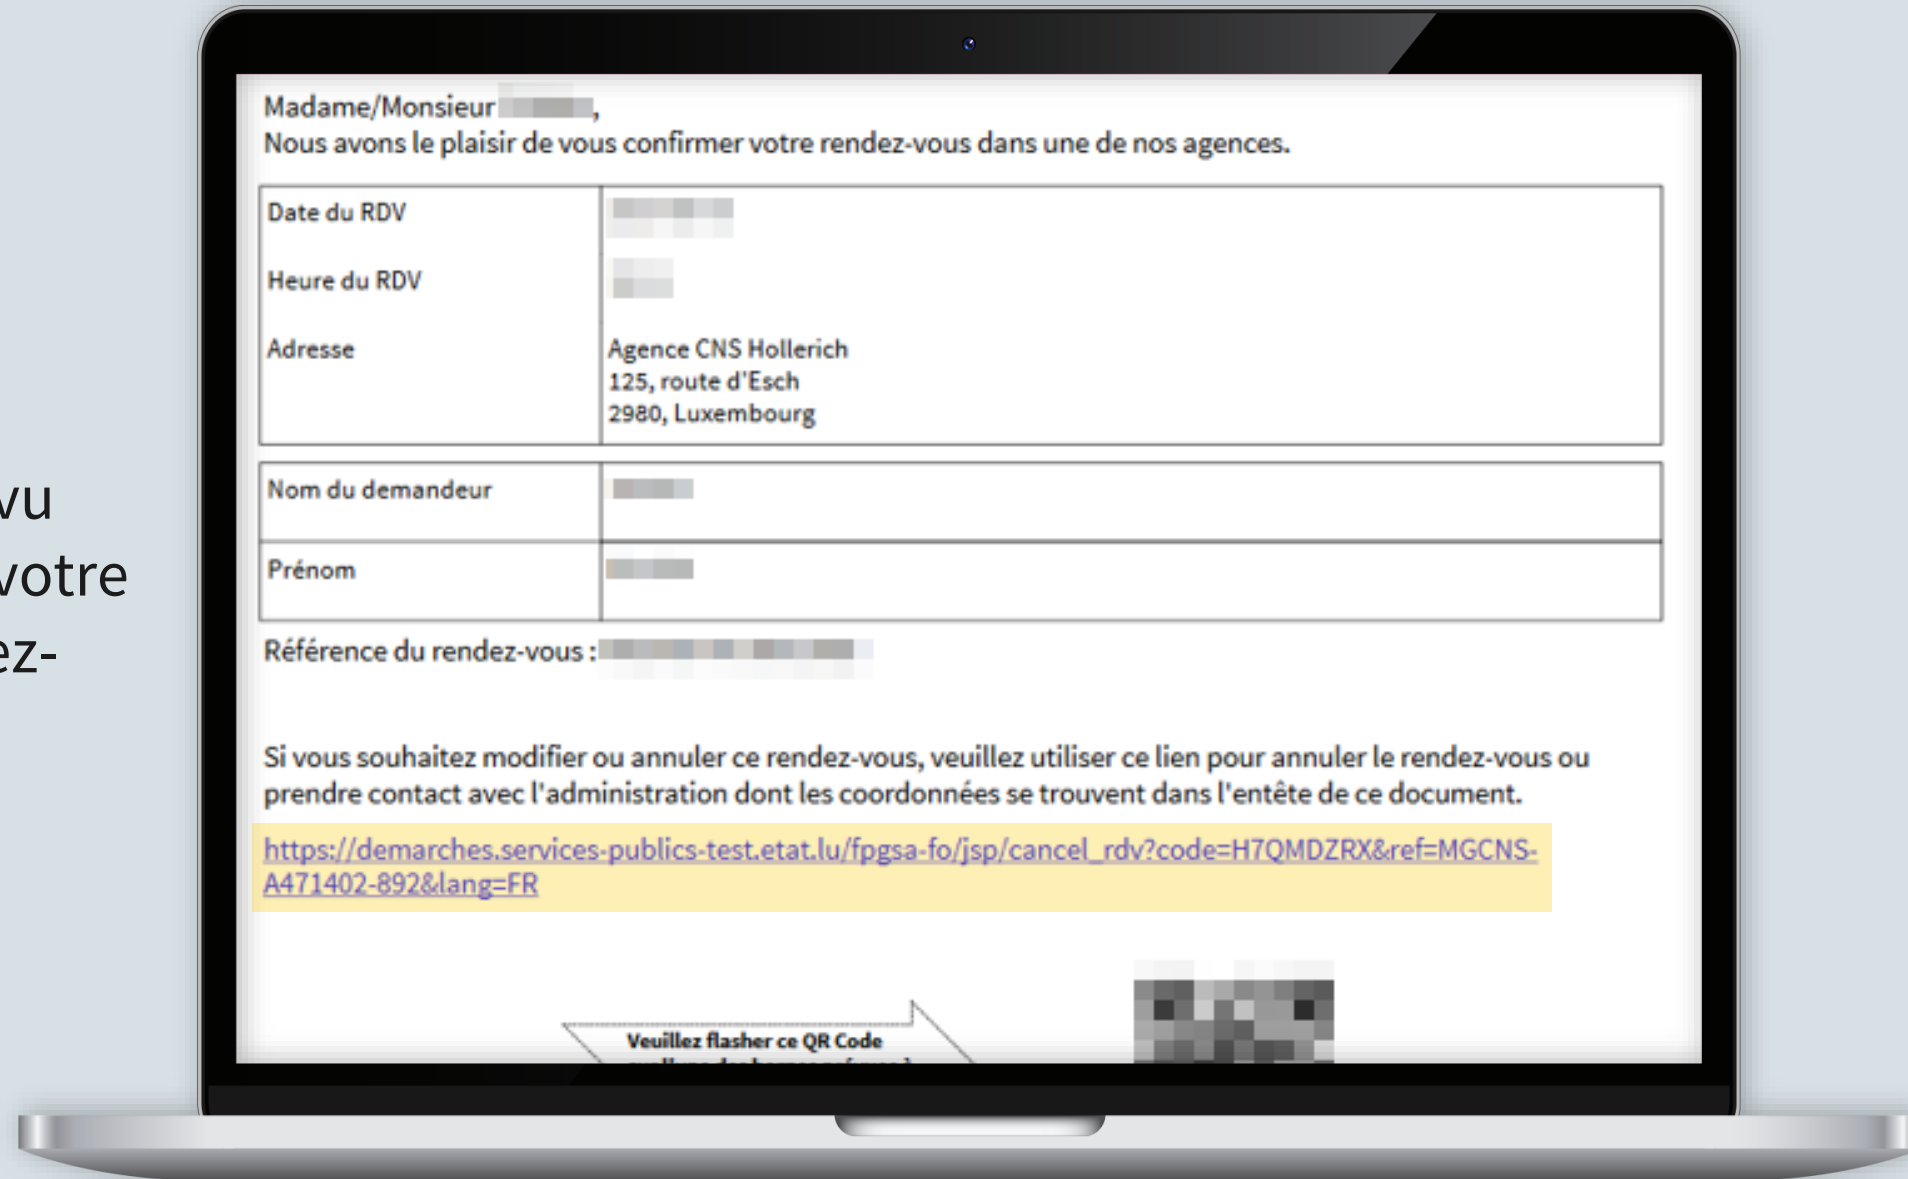 vu
votre
ez-
Madame/Monsieur ,
Nous avons le plaisir de vous confirmer votre rendez-vous dans une de nos agences.
Date du RDV
Heure du RDV
Adresse
Agence CNS Hollerich
125, route d'Esch
2980, Luxembourg
Nom du demandeur
Prénom
Référence du rendez-vous :
Si vous souhaitez modifier ou annuler ce rendez-vous, veuillez utiliser ce lien pour annuler le rendez-vous ou
prendre contact avec l'administration dont les coordonnées se trouvent dans l'entête de ce document.
https://demarches.services-publics-test.etat.lu/fpgsa-fo/jsp/cancel_rdv?code=H7QMDZRX&ref=MGCNS-
A471402-892&lang=FR
Veuillez flasher ce QR Code